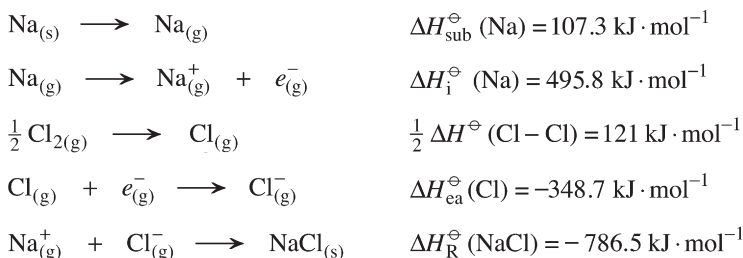 Na(s) ⟶ Na(g) ΔH⦵sub (Na) = 107.3 kJ · mol⁻¹
Na(g) ⟶ Na⁺(g) + e⁻(g) ΔH⦵i (Na) = 495.8 kJ · mol⁻¹
½ Cl2(g) ⟶ Cl(g) ½ ΔH⦵ (Cl – Cl) = 121 kJ · mol⁻¹
Cl(g) + e⁻(g) ⟶ Cl⁻(g) ΔH⦵ea (Cl) = –348.7 kJ · mol⁻¹
Na⁺(g) + Cl⁻(g) ⟶ NaCl(s) ΔH⦵R (NaCl) = – 786.5 kJ · mol⁻¹